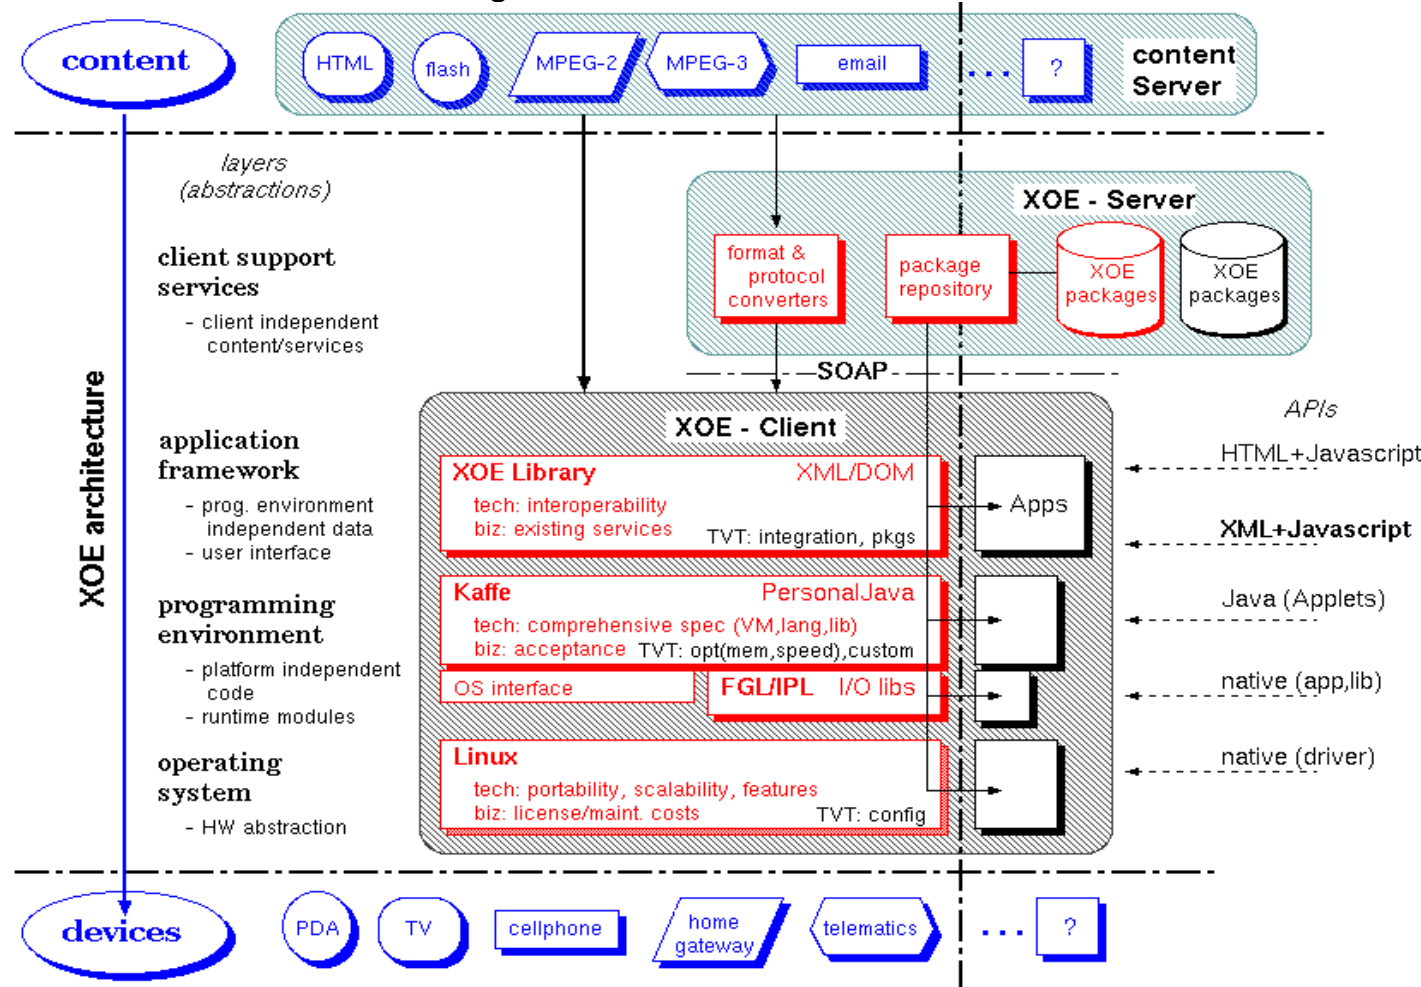 content
HTML
flash
MPEG-2
MPEG-3
email
...
?
content
Server
layers
(abstractions)
XOE - Server
client support
services
- client independent
content/services
format &
protocol
converters
package
repository
XOE
packages
XOE
packages
SOAP
XOE architecture
XOE - Client
APIs
application
framework
- prog. environment
independent data
- user interface
XOE Library XML/DOM
tech: interoperability
biz: existing services
TVT: integration, pkgs
Apps
HTML+Javascript
XML+Javascript
programming
environment
- platform independent
code
- runtime modules
Kaffe PersonalJava
tech: comprehensive spec (VM,lang,lib)
biz: acceptance TVT: opt(mem,speed),custom
Java (Applets)
OS interface
FGL/IPL I/O libs
native (app,lib)
operating
system
- HW abstraction
Linux
tech: portability, scalability, features
biz: license/maint. costs
TVT: config
native (driver)
devices
PDA
TV
cellphone
home
gateway
telematics
...
?